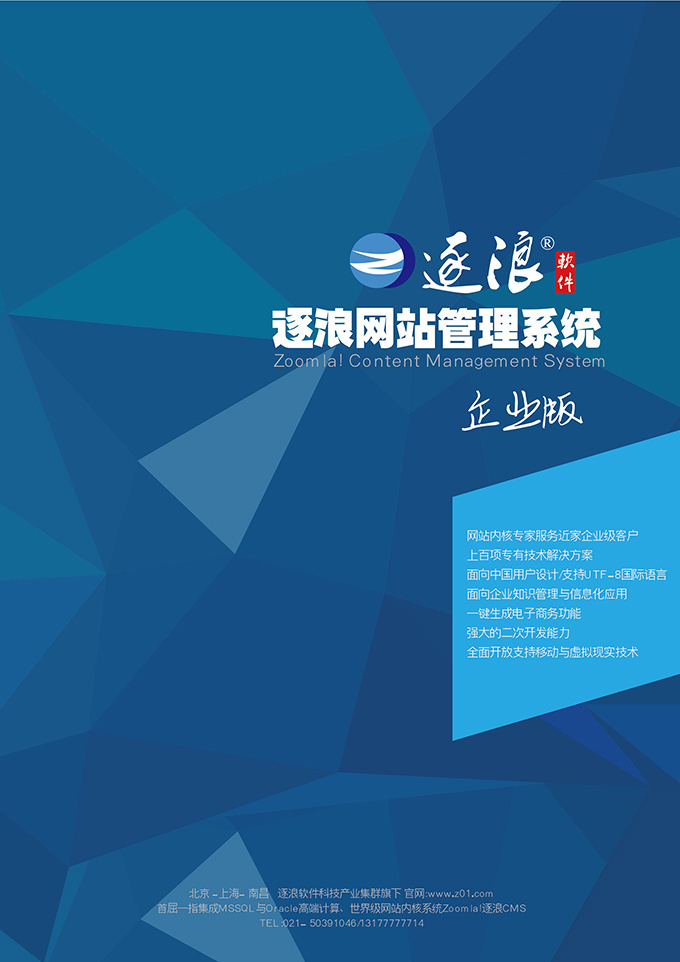 逐浪®
軟件
逐浪网站管理系统
Zoomla! Content Management System
企业版
网站内核专家服务近家企业级客户
上百项专有技术解决方案
面向中国用户设计/支持UTF-8国际语言
面向企业知识管理与信息化应用
一键生成电子商务功能
强大的二次开发能力
全面开放支持移动与虚拟现实技术
北京-上海-南昌 逐浪软件科技产业集群旗下 官网:www.z01.com
首屈一指集成MSSQL与Oracle高端计算、世界级网站内核系统Zoomla!逐浪CMS
TEL:021-50391046/13177777714